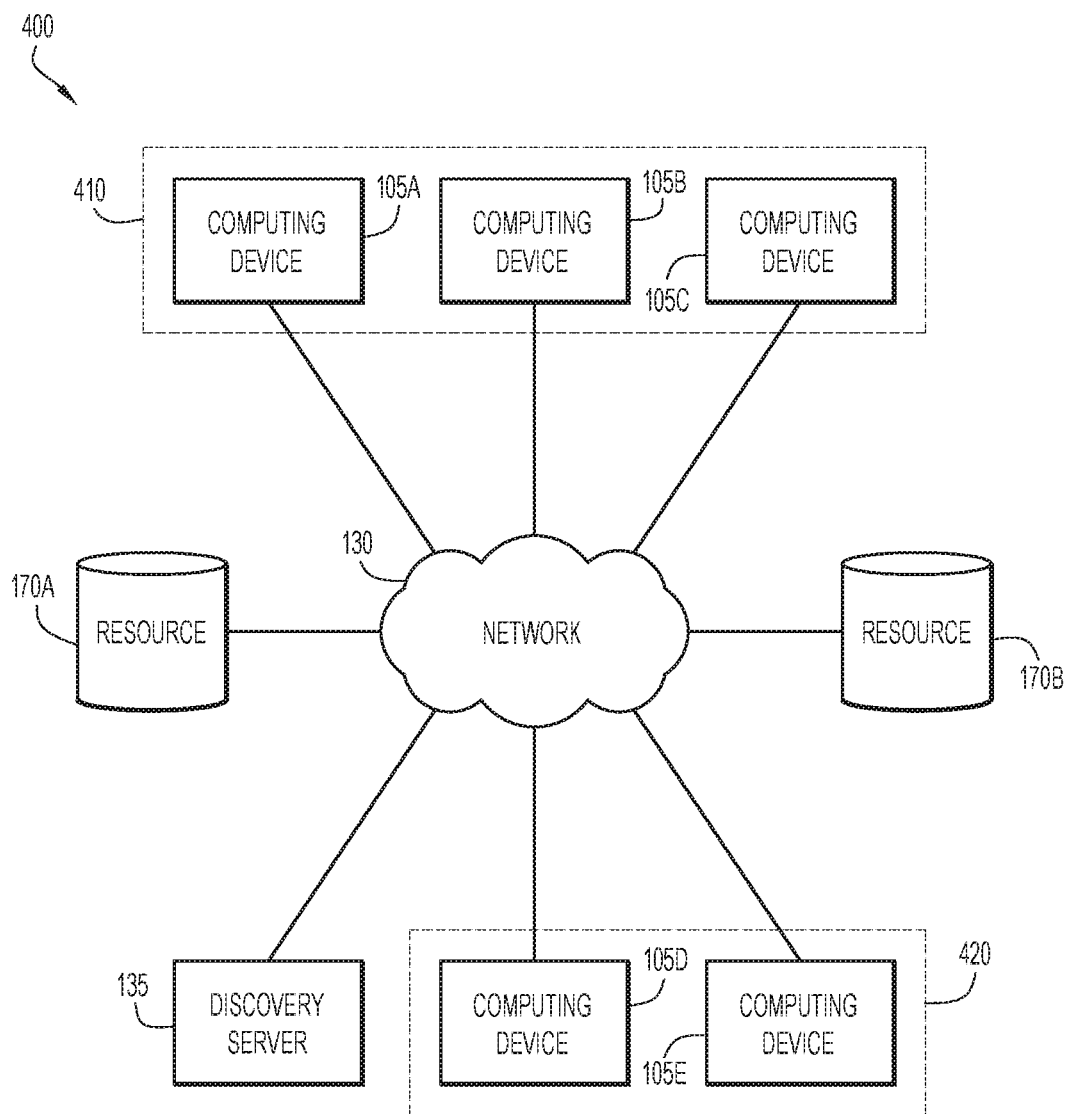 400
410
105A
105B
COMPUTING
DEVICE
COMPUTING
DEVICE
COMPUTING
DEVICE
105C
130
170A
RESOURCE
NETWORK
RESOURCE
170B
135
DISCOVERY
SERVER
105D
420
COMPUTING
DEVICE
COMPUTING
DEVICE
105E